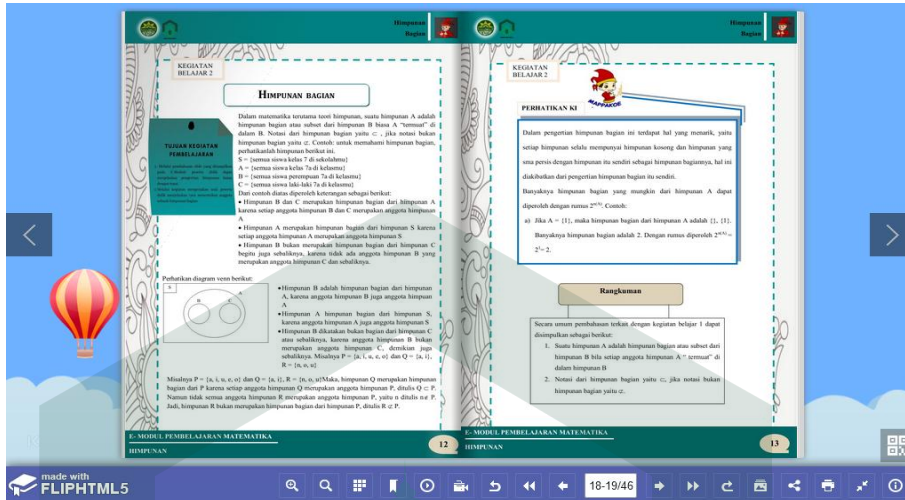 Himpunan
Bagian
KEGIATAN
BELAJAR 2
HIMPUNAN BAGIAN
TUJUAN KEGIATAN
PEMBELAJARAN
Dalam matematika terutama teori himpunan, suatu himpunan A adalah
himpunan bagian atau subset dari himpunan B biasa A "termuat" di
dalam B. Notasi dari himpunan bagian yaitu ⊂ , jika notasi bukan
himpunan bagian yaitu ⊄. Contoh: untuk memahami himpunan bagian,
perhatikanlah himpunan berikut ini.
S = {semua siswa kelas 7 di sekolahmu}
A = {semua siswa kelas 7a di kelasmu}
B = {semua siswa perempuan 7a di kelasmu}
C = {semua siswa laki-laki 7a di kelasmu}
Dari contoh diatas diperoleh keterangan sebagai berikut:
• Himpunan B dan C merupakan himpunan bagian dari himpunan A
karena setiap anggota himpunan B dan C merupakan anggota himpunan
A
• Himpunan A merupakan himpunan bagian dari himpunan S karena
setiap anggota himpunan A merupakan anggota himpunan S
• Himpunan B bukan merupakan himpunan bagian dari himpunan C
begitu juga sebaliknya, karena tidak ada anggota himpunan B yang
merupakan anggota himpunan C dan sebaliknya.
Perhatikan diagram venn berikut:
S
A
B
C
•Himpunan B adalah himpunan bagian dari himpunan
A, karena anggota himpunan B juga anggota himpuan
A
•Himpunan A himpunan bagian dari himpunan S,
karena anggota himpunan A juga anggota himpunan S
•Himpunan B dikatakan bukan bagian dari himpunan C
atau sebaliknya, karena anggota himpunan B bukan
merupakan anggota himpunan C, demikian juga
sebaliknya. Misalnya P = {a, i, u, e, o} dan Q = {a, i},
R = {n, o, u}
Misalnya P = {a, i, u, e, o} dan Q = {a, i}, R = {n, o, u}Maka, himpunan Q merupakan himpunan
bagian dari P karena setiap anggota himpunan Q merupakan anggota himpunan P, ditulis Q ⊂ P.
Namun tidak semua anggota himpunan R merupakan anggota himpunan P, yaitu n ditulis n∉ P.
Jadi, himpunan R bukan merupakan himpunan bagian dari himpunan P, ditulis R ⊄ P.
E- MODUL PEMBELAJARAN MATEMATIKA
HIMPUNAN
12
Himpunan
Bagian
KEGIATAN
BELAJAR 2
MAPPAKOE
PERHATIKAN KI
Dalam pengertian himpunan bagian ini terdapat hal yang menarik, yaitu
setiap himpunan selalu mempunyai himpunan kosong dan himpunan yang
sma persis dengan himpunan itu sendiri sebagai himpunan bagiannya, hal ini
diakibatkan dari pengertian himpunan bagian itu sendiri.
Banyaknya himpunan bagian yang mungkin dari himpunan A dapat
diperoleh dengan rumus 2ⁿ⁽ᴬ⁾. Contoh:
a) Jika A = {1}, maka himpunan bagian dari himpunan A adalah {}, {1}.
Banyaknya himpunan bagian adalah 2. Dengan rumus diperoleh 2ⁿ⁽ᴬ⁾ =
2¹= 2.
Rangkuman
Secara umum pembahasan terkait dengan kegiatan belajar 1 dapat
disimpulkan sebagai berikut:
1. Suatu himpunan A adalah himpunan bagian atau subset dari
himpunan B bila setiap anggota himpunan A " termuat" di
dalam himpunan B
2. Notasi dari himpunan bagian yaitu ⊂, jika notasi bukan
himpunan bagian yaitu ⊄.
E- MODUL PEMBELAJARAN MATEMATIKA
HIMPUNAN
13
made with
FLIPHTML5
18-19/46